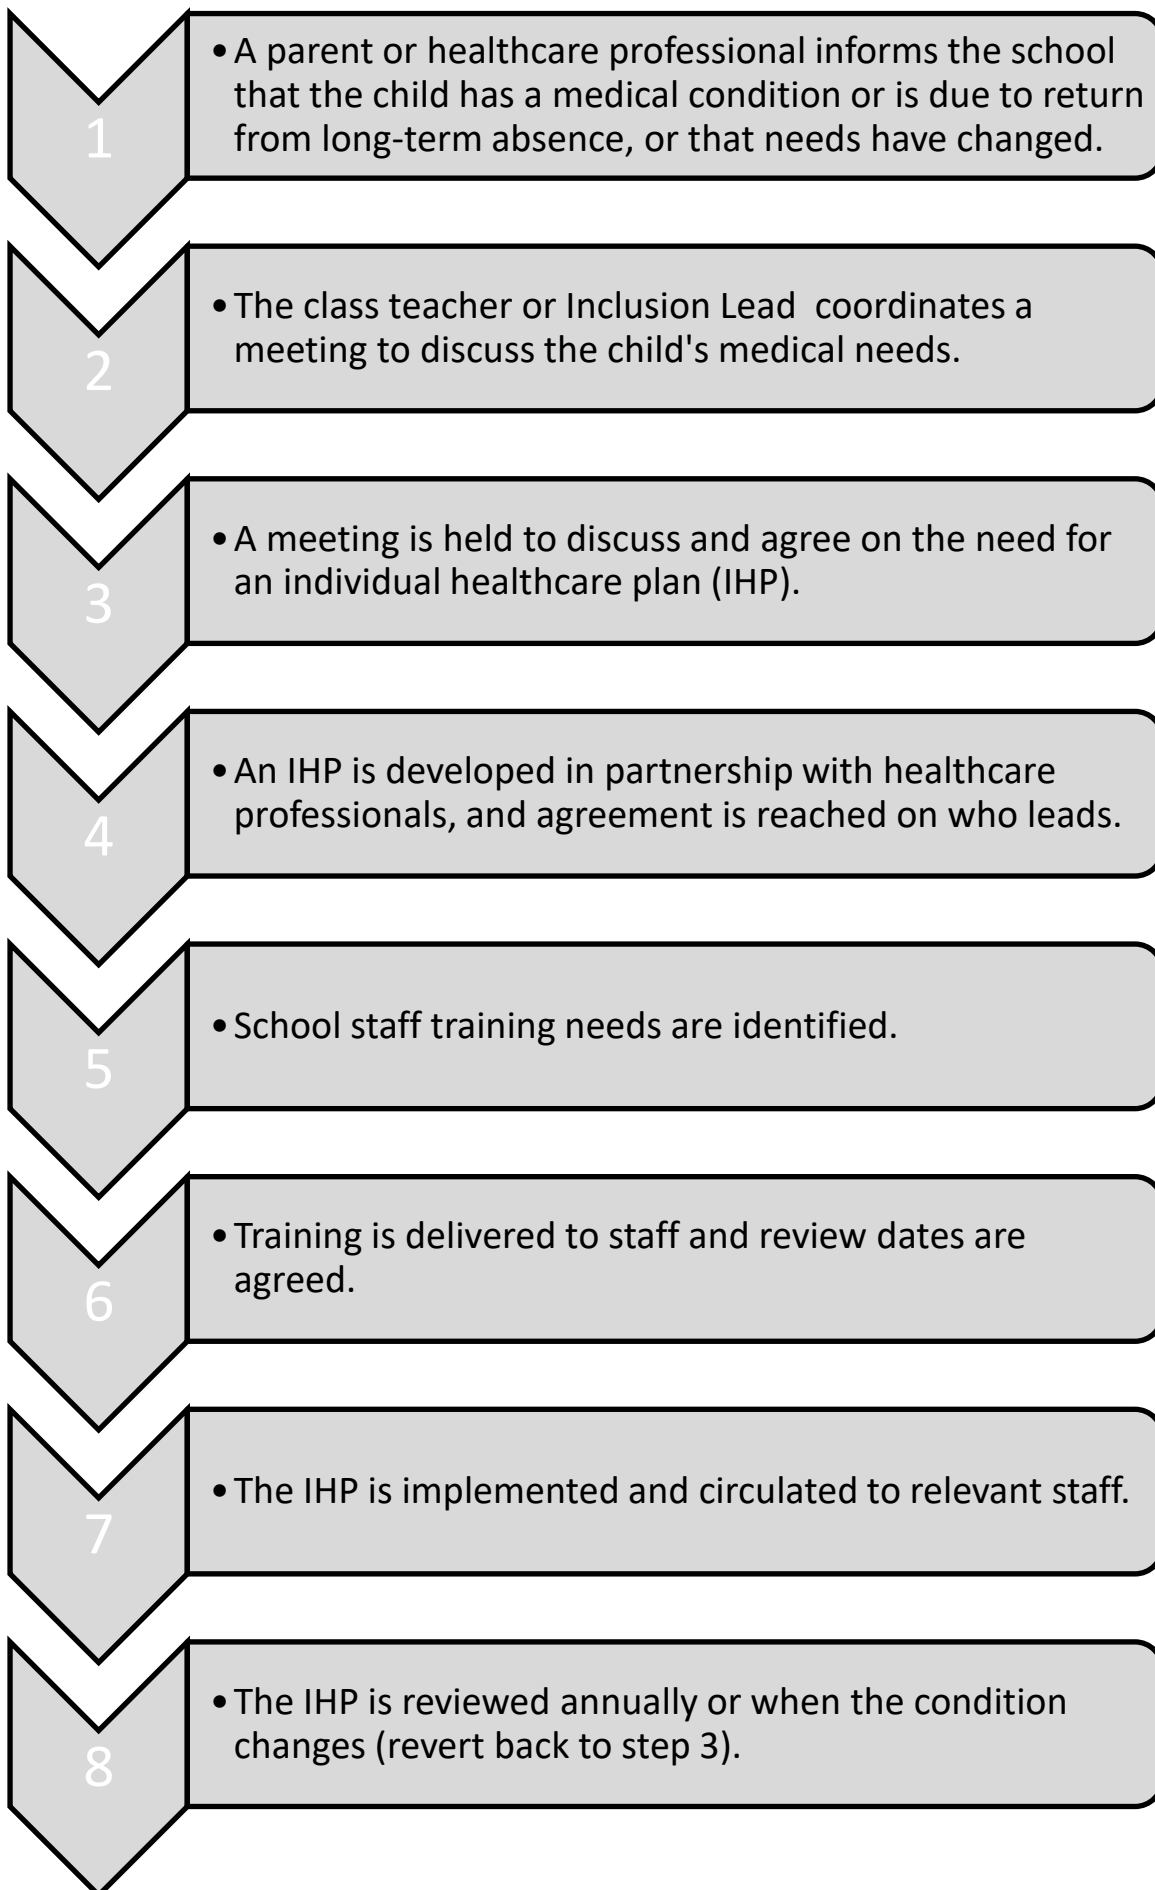 1
•A parent or healthcare professional informs the school
that the child has a medical condition or is due to return
from long-term absence, or that needs have changed.
2
•The class teacher or Inclusion Lead  coordinates a
meeting to discuss the child's medical needs.
3
•A meeting is held to discuss and agree on the need for
an individual healthcare plan (IHP).
4
•An IHP is developed in partnership with healthcare
professionals, and agreement is reached on who leads.
5
•School staff training needs are identified.
6
•Training is delivered to staff and review dates are
agreed.
7
•The IHP is implemented and circulated to relevant staff.
8
•The IHP is reviewed annually or when the condition
changes (revert back to step 3).